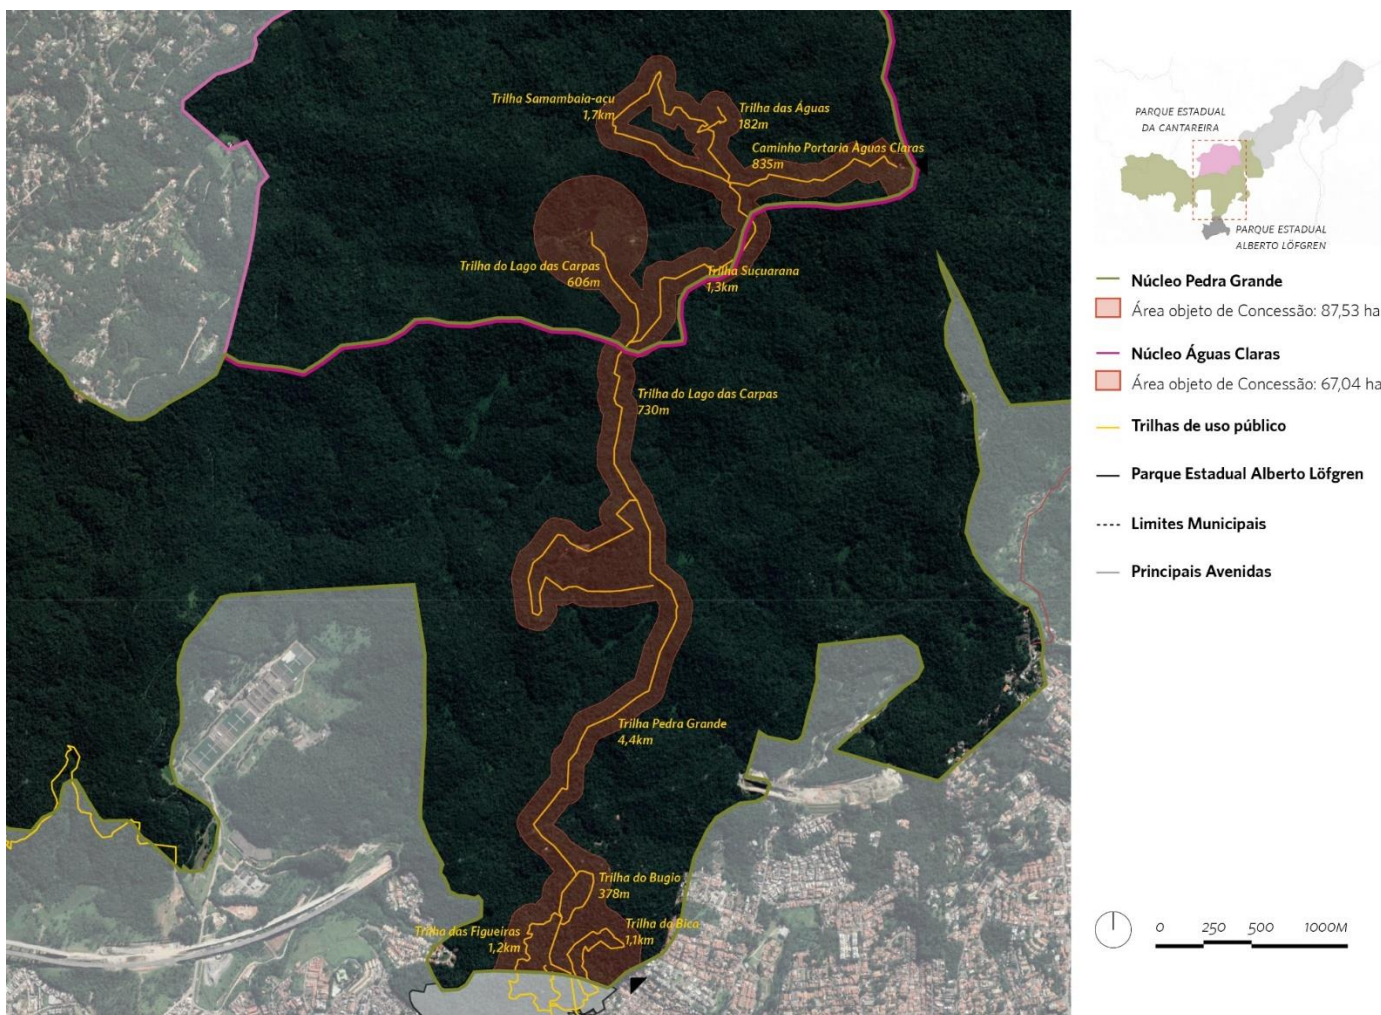 Trilha Samambaia-açu
1,7km
Trilha das Águas
182m
Caminho Portaria Águas Claras
835m
Trilha do Lago das Carpas
606m
Trilha Suçuarana
1,3km
Trilha do Lago das Carpas
730m
Trilha Pedra Grande
4,4km
Trilha do Bugio
378m
Trilha das Figueiras
1,2km
Trilha da Bica
1,1km
PARQUE ESTADUAL
DA CANTAREIRA
PARQUE ESTADUAL
ALBERTO LÖFGREN
Núcleo Pedra Grande
Área objeto de Concessão: 87,53 ha
Núcleo Águas Claras
Área objeto de Concessão: 67,04 ha
Trilhas de uso público
Parque Estadual Alberto Löfgren
Limites Municipais
Principais Avenidas
0 250 500 1000M